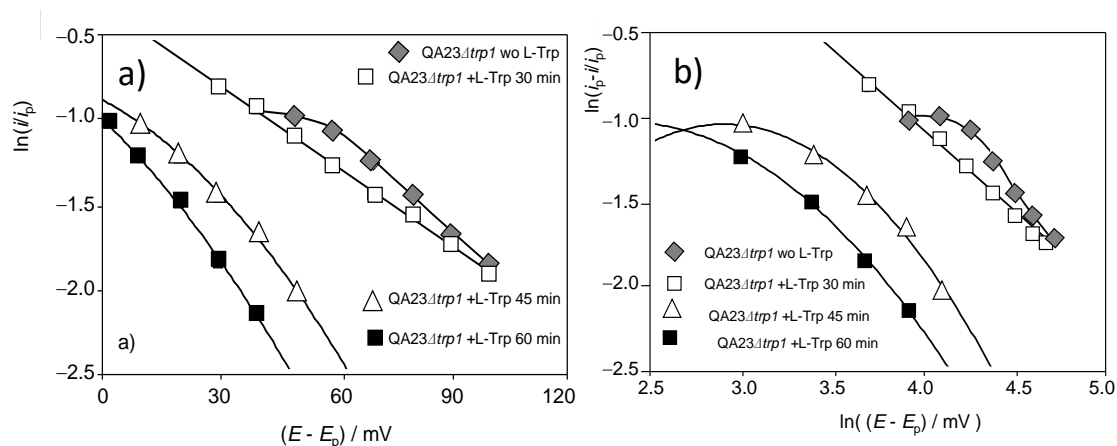 a)
QA23Δtrp1 wo L-Trp
QA23Δtrp1 +L-Trp 30 min
QA23Δtrp1 +L-Trp 45 min
QA23Δtrp1 +L-Trp 60 min
a)
ln(i/ip)
−0.5
−1.0
−1.5
−2.0
−2.5
0
30
60
90
120
(E - Ep) / mV
b)
QA23Δtrp1 wo L-Trp
QA23Δtrp1 +L-Trp 30 min
QA23Δtrp1 +L-Trp 45 min
QA23Δtrp1 +L-Trp 60 min
ln(ip-i/ip)
−0.5
−1.0
−1.5
−2.0
−2.5
2.5
3.0
3.5
4.0
4.5
5.0
ln( (E - Ep) / mV )